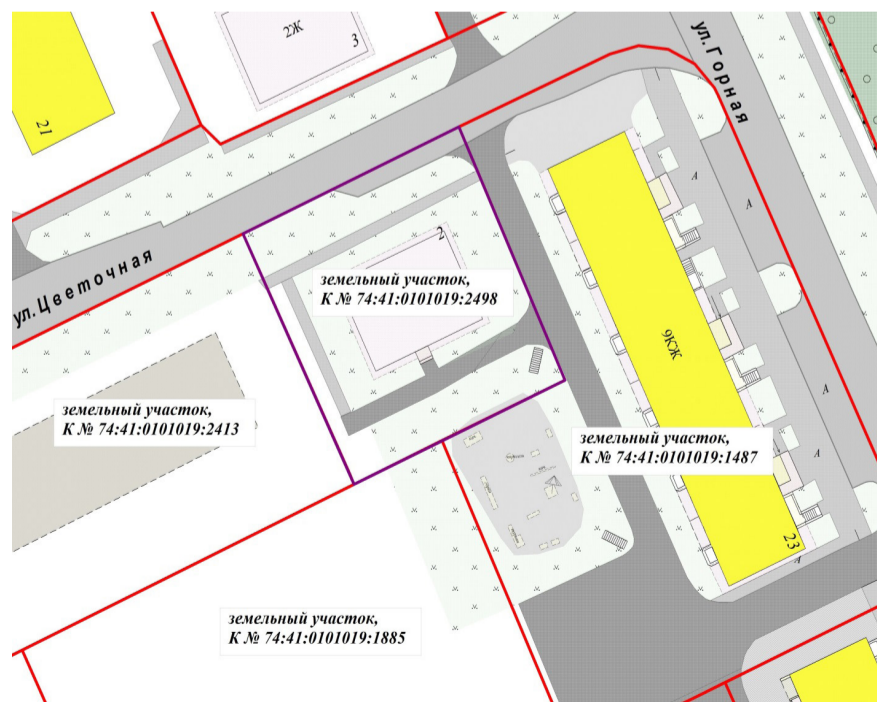 2Ж
3
ул.Горная
21
А
А
2
ул.Цветочная
земельный участок,
К № 74:41:0101019:2498
9КЖ
А
земельный участок,
К № 74:41:0101019:2413
земельный участок,
К № 74:41:0101019:1487
А
23
А
земельный участок,
К № 74:41:0101019:1885